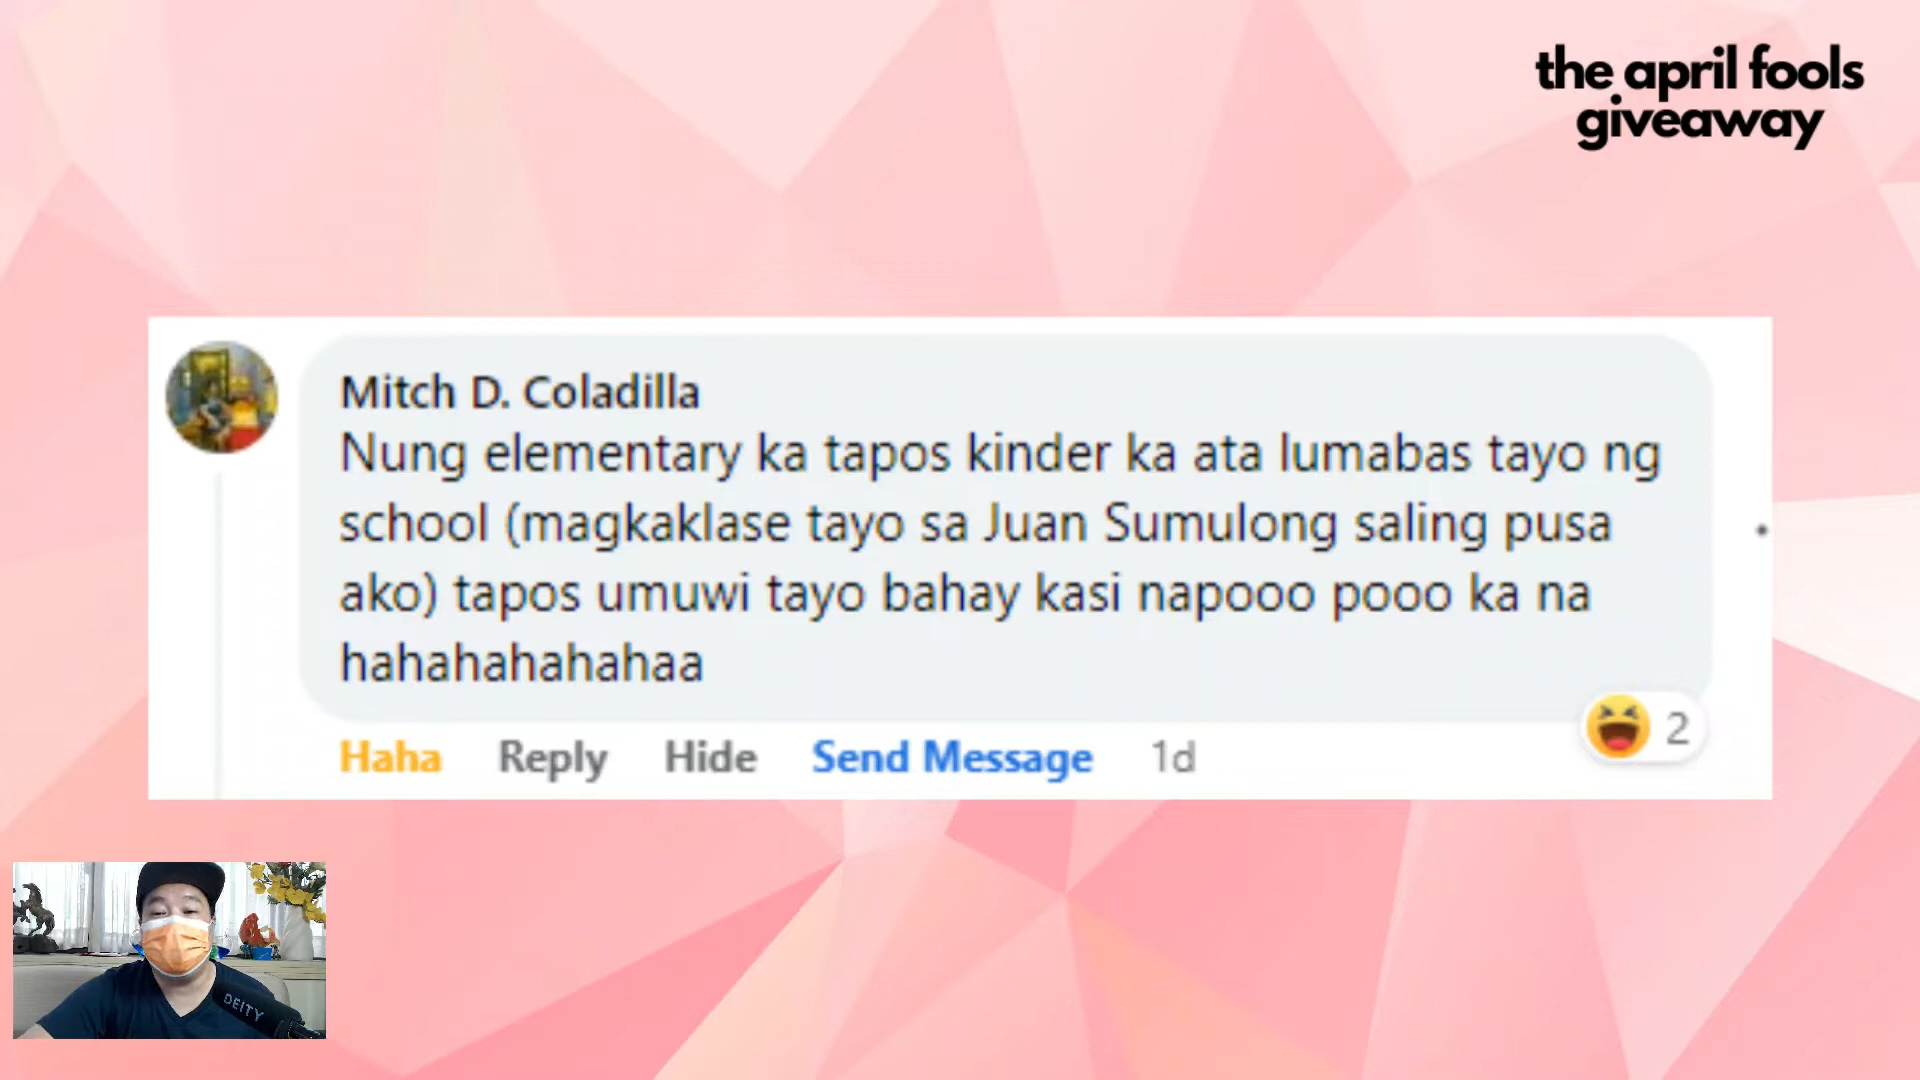 the april fools
giveaway
Mitch D. Coladilla
Nung elementary ka tapos kinder ka ata lumabas tayo ng
school (magkaklase tayo sa Juan Sumulong saling pusa
ako) tapos umuwi tayo bahay kasi napooo pooo ka na
hahahahahahaa
2
Haha Reply Hide Send Message 1d
DEITY